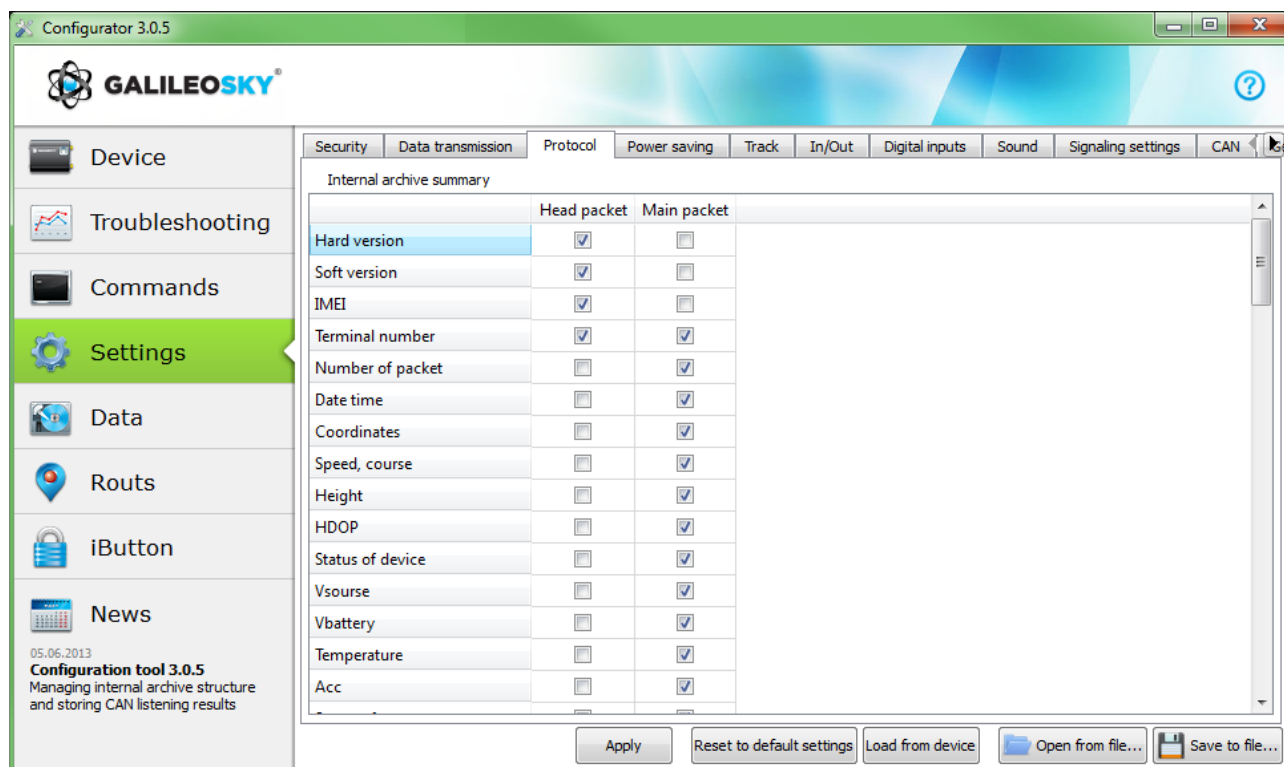 Configurator 3.0.5
GALILEOSKY®
Device
Troubleshooting
Commands
Settings
Data
Routs
iButton
News
05.06.2013
Configuration tool 3.0.5
Managing internal archive structure
and storing CAN listening results
Security Data transmission Protocol Power saving Track In/Out Digital inputs Sound Signaling settings CAN
Internal archive summary
Head packet Main packet
Hard version
Soft version
IMEI
Terminal number
Number of packet
Date time
Coordinates
Speed, course
Height
HDOP
Status of device
Vsourse
Vbattery
Temperature
Acc
Apply Reset to default settings Load from device Open from file... Save to file...